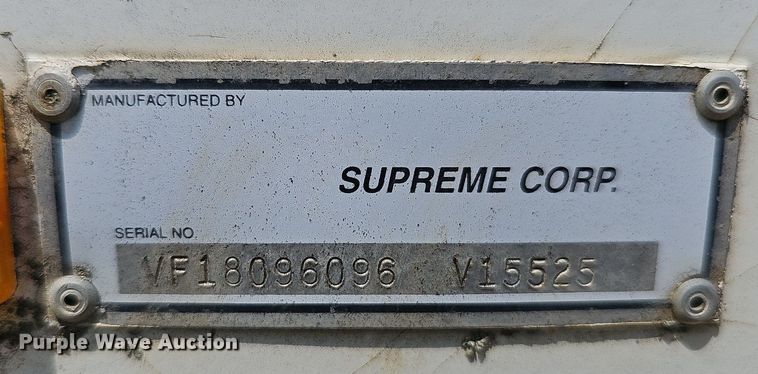 MANUFACTURED BY
SUPREME CORP.
SERIAL NO.
VF18096096 V15525
Purple Wave Auction